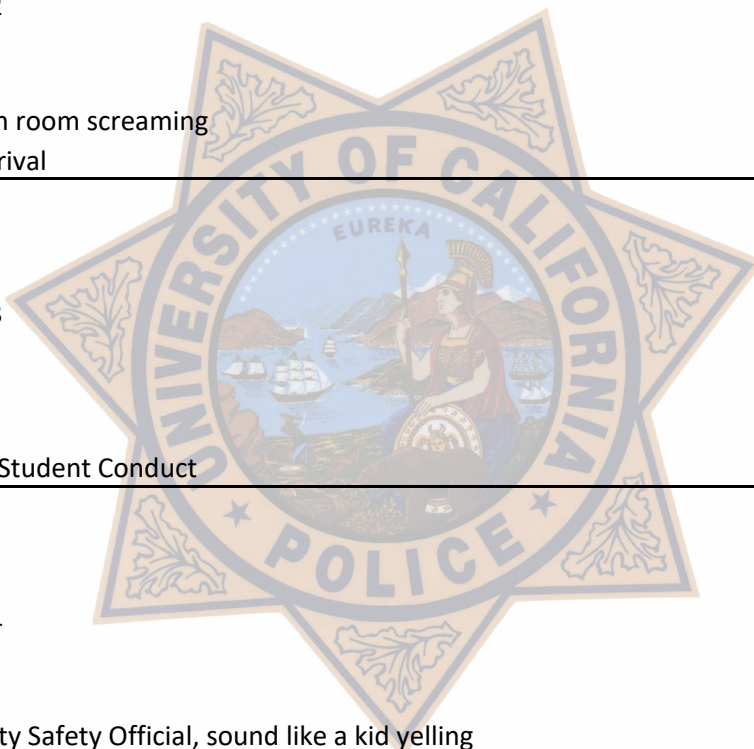 n room screaming
rival
UNIVERSITY OF CALIFORNIA
EUREKA
Student Conduct
POLICE
ty Safety Official, sound like a kid yelling